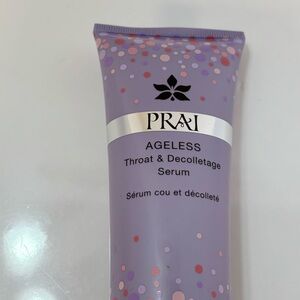 PRAI
AGELESS
Throat & Decolletage
Serum
Sérum cou et décolleté